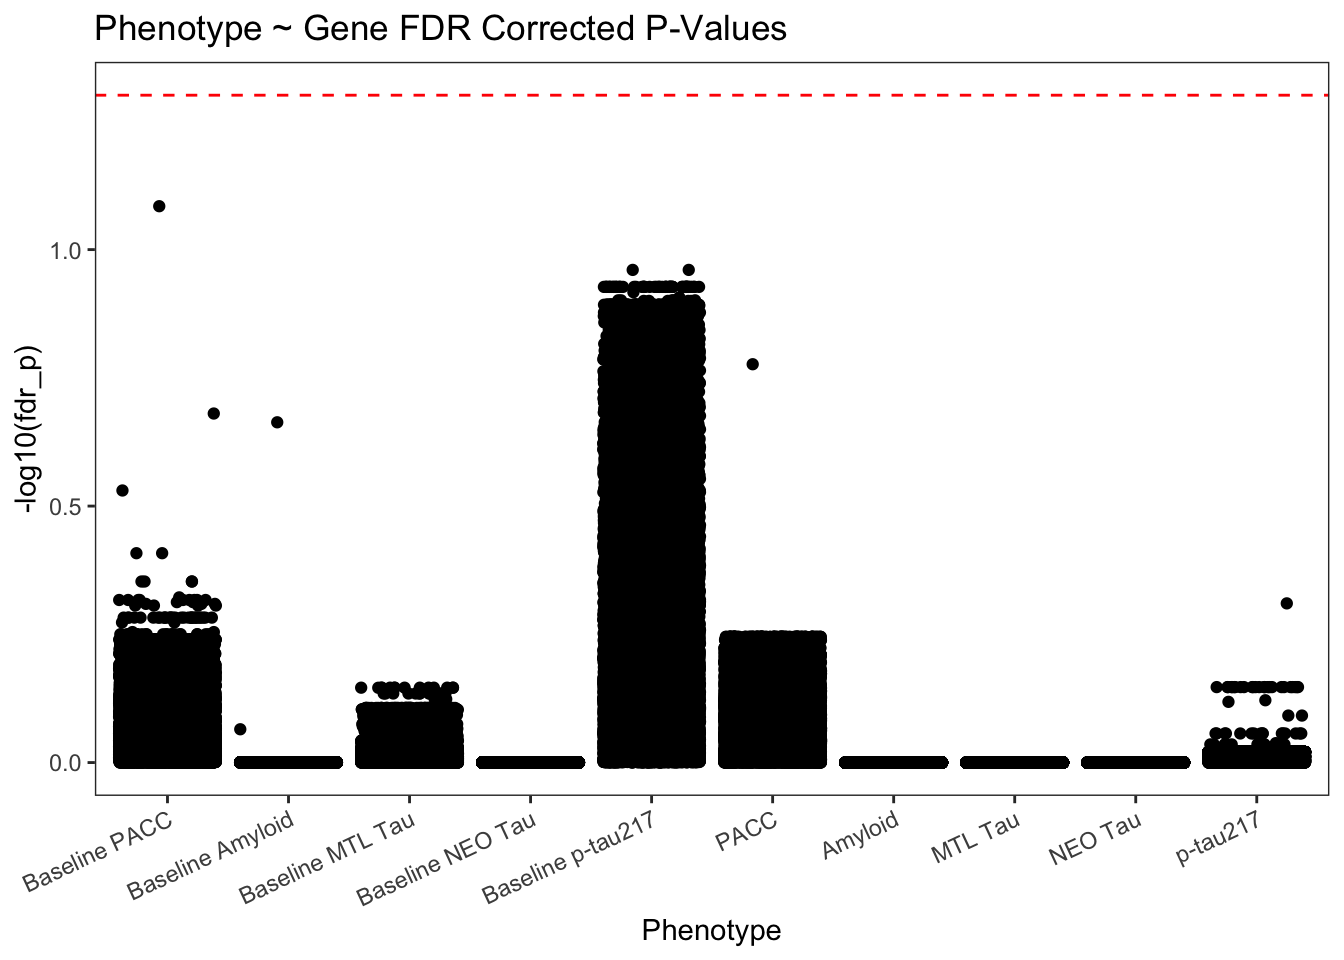 Phenotype ~ Gene FDR Corrected P-Values
-log10(fdr_p)
1.0
0.5
0.0
Baseline PACC
Baseline Amyloid
Baseline MTL Tau
Baseline NEO Tau
Baseline p-tau217
PACC
Amyloid
MTL Tau
NEO Tau
p-tau217
Phenotype